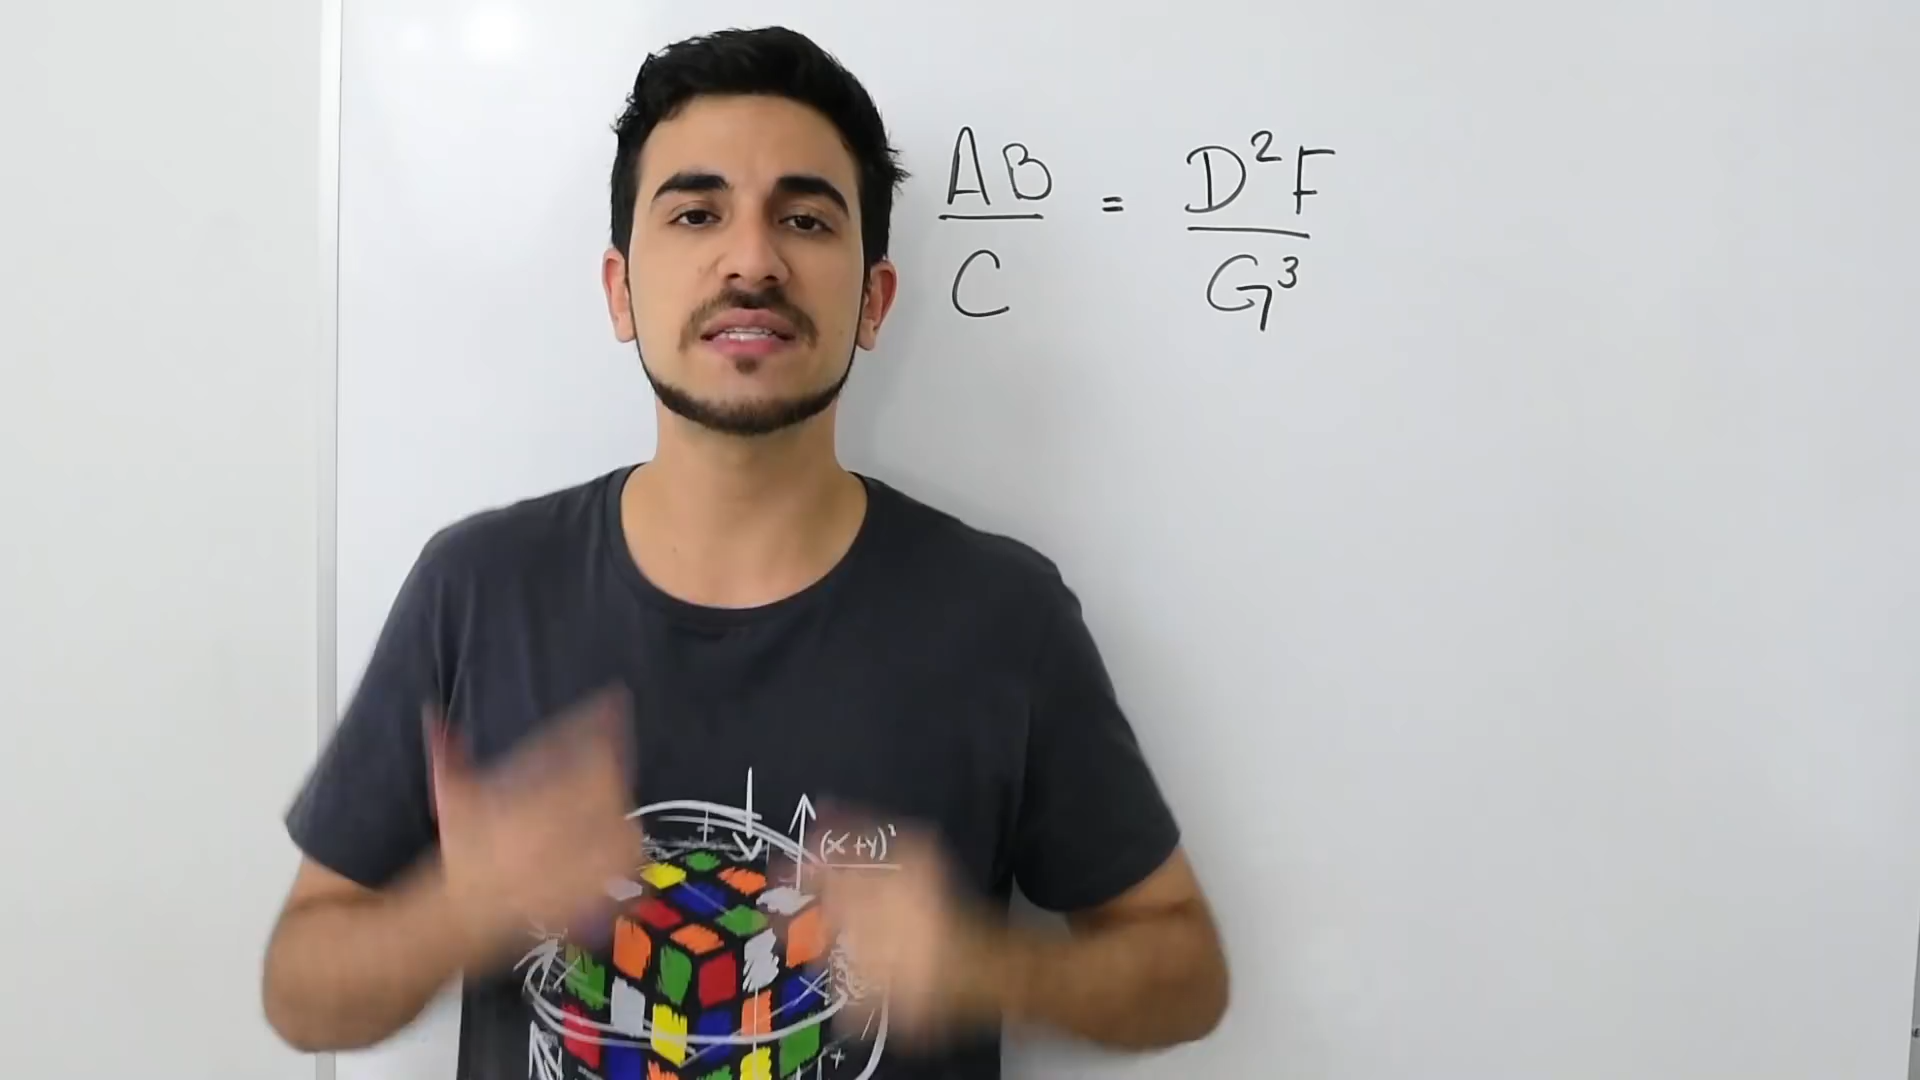 AB = D²F
C G³
(x+y)²